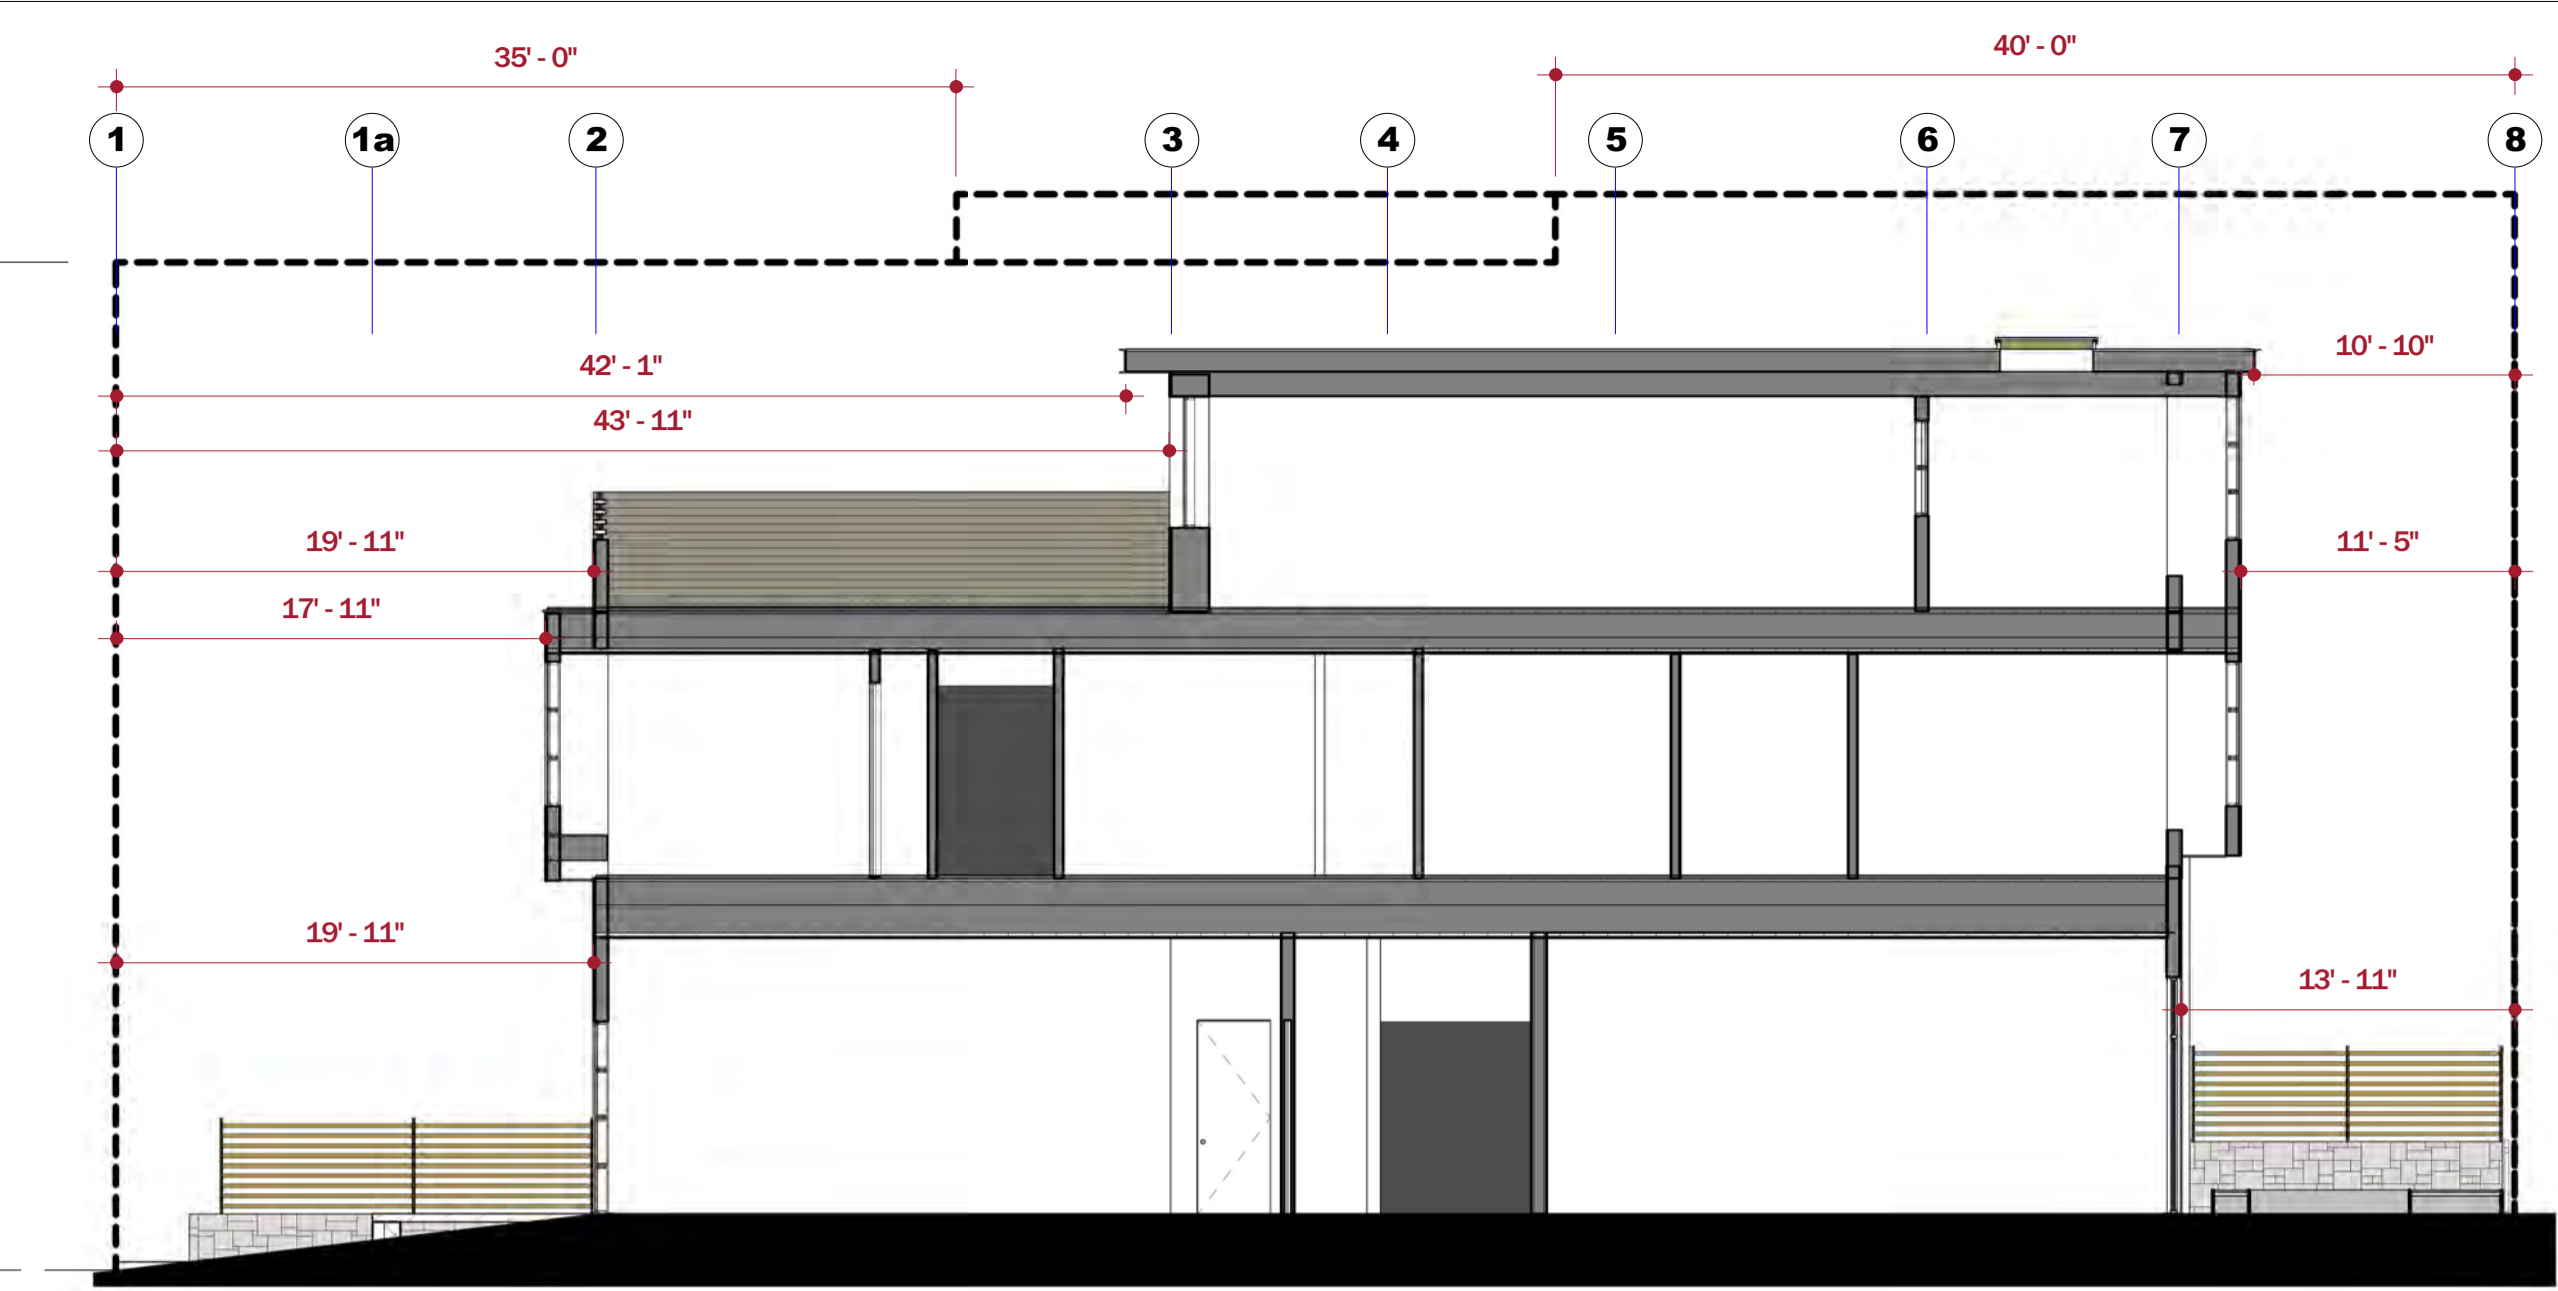 35' - 0"
40' - 0"
1 1a 2 3 4 5 6 7 8
10' - 10"
42' - 1"
43' - 11"
19' - 11"
11' - 5"
17' - 11"
19' - 11"
13' - 11"